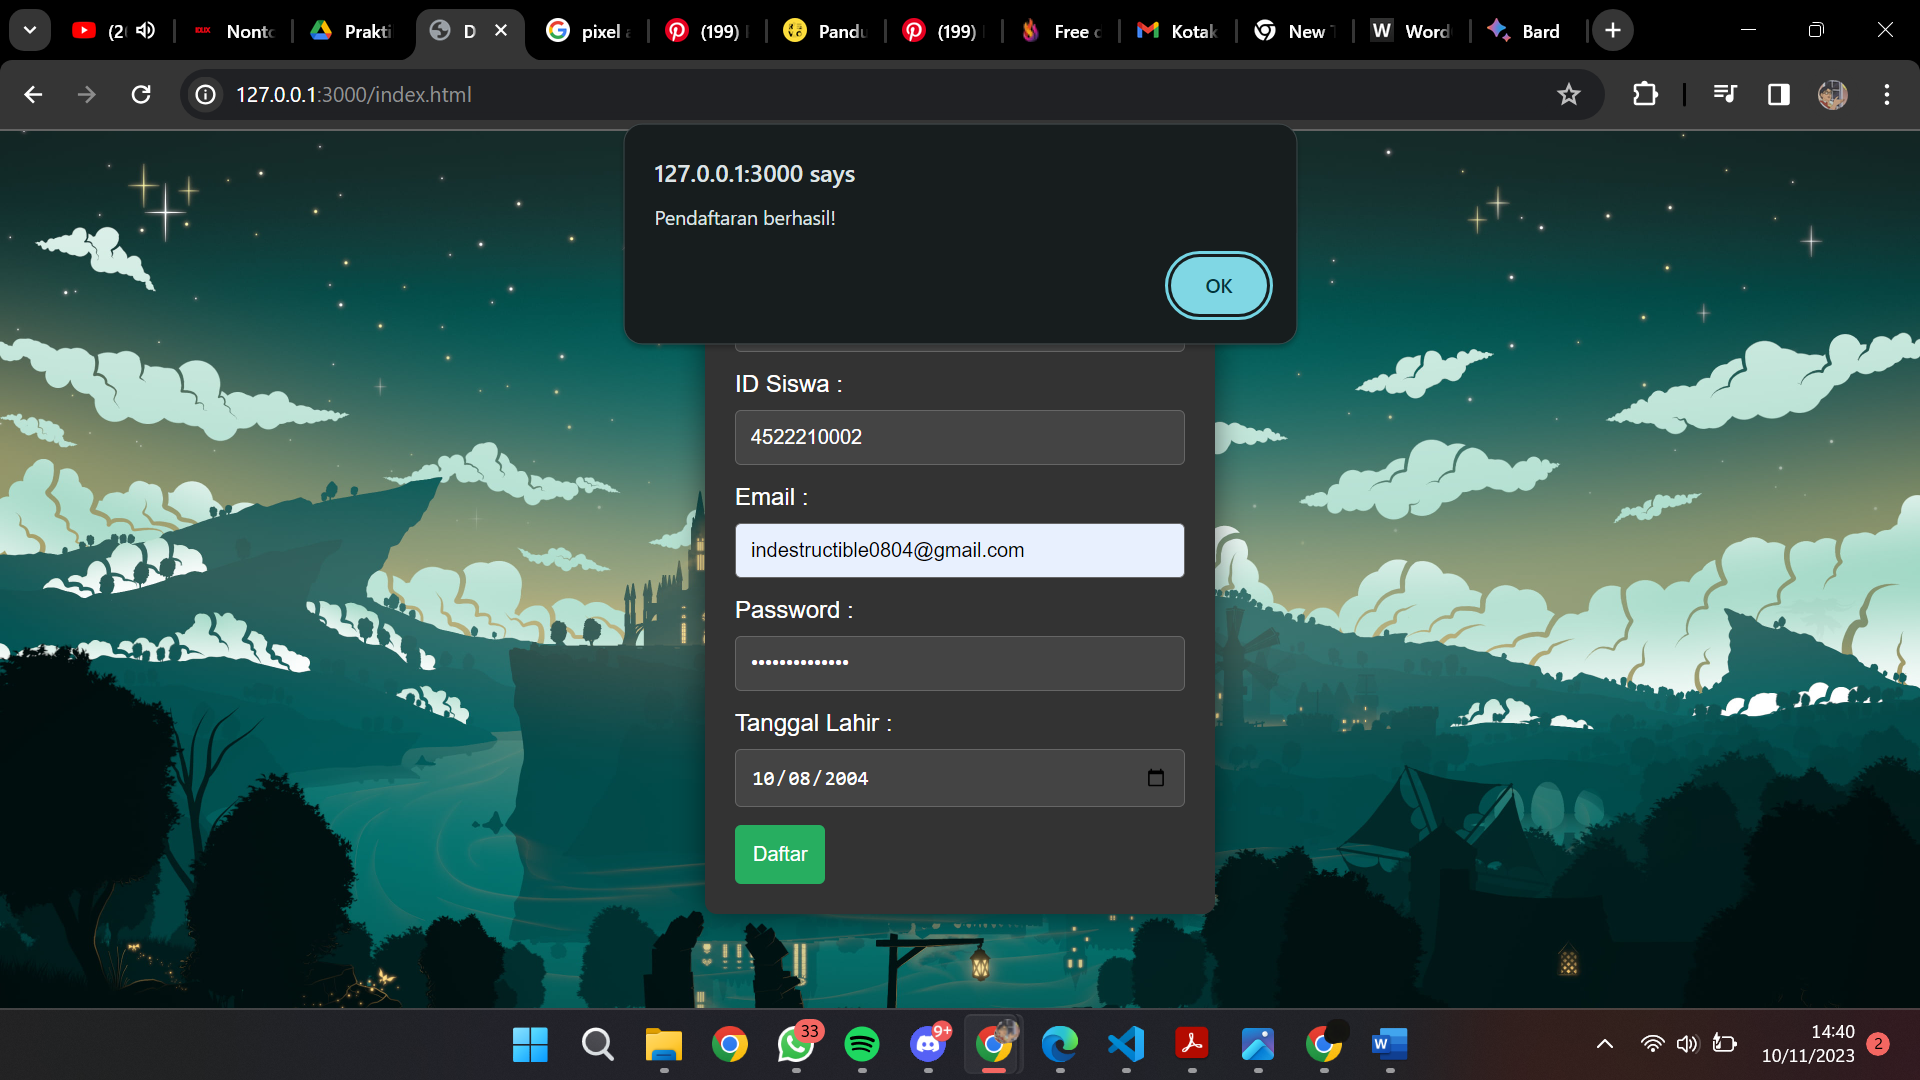 (20
Nonto
Prakti
D
pixel a
(199)
Pandu
(199)
Free d
Kotak
New T
W Word
Bard
127.0.0.1:3000/index.html
127.0.0.1:3000 says
Pendaftaran berhasil!
OK
ID Siswa :
4522210002
Email :
indestructible0804@gmail.com
Password :
••••••••••••••
Tanggal Lahir :
10/08/2004
Daftar
33
9+
W
14:40
10/11/2023
2